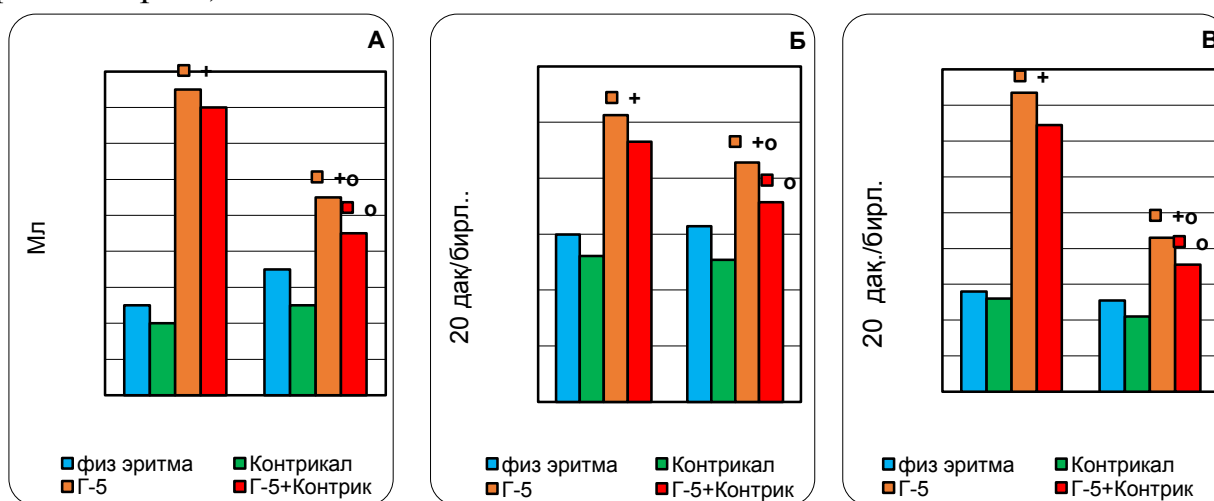 А
+
+о
о
Мл
физ эритма
Контрикал
Г-5
Г-5+Контрик
Б
+
+о
о
20 дақ/бирл..
физ эритма
Контрикал
Г-5
Г-5+Контрик
В
+
+о
о
20 дақ./бирл.
физ эритма
Контрикал
Г-5
Г-5+Контрик